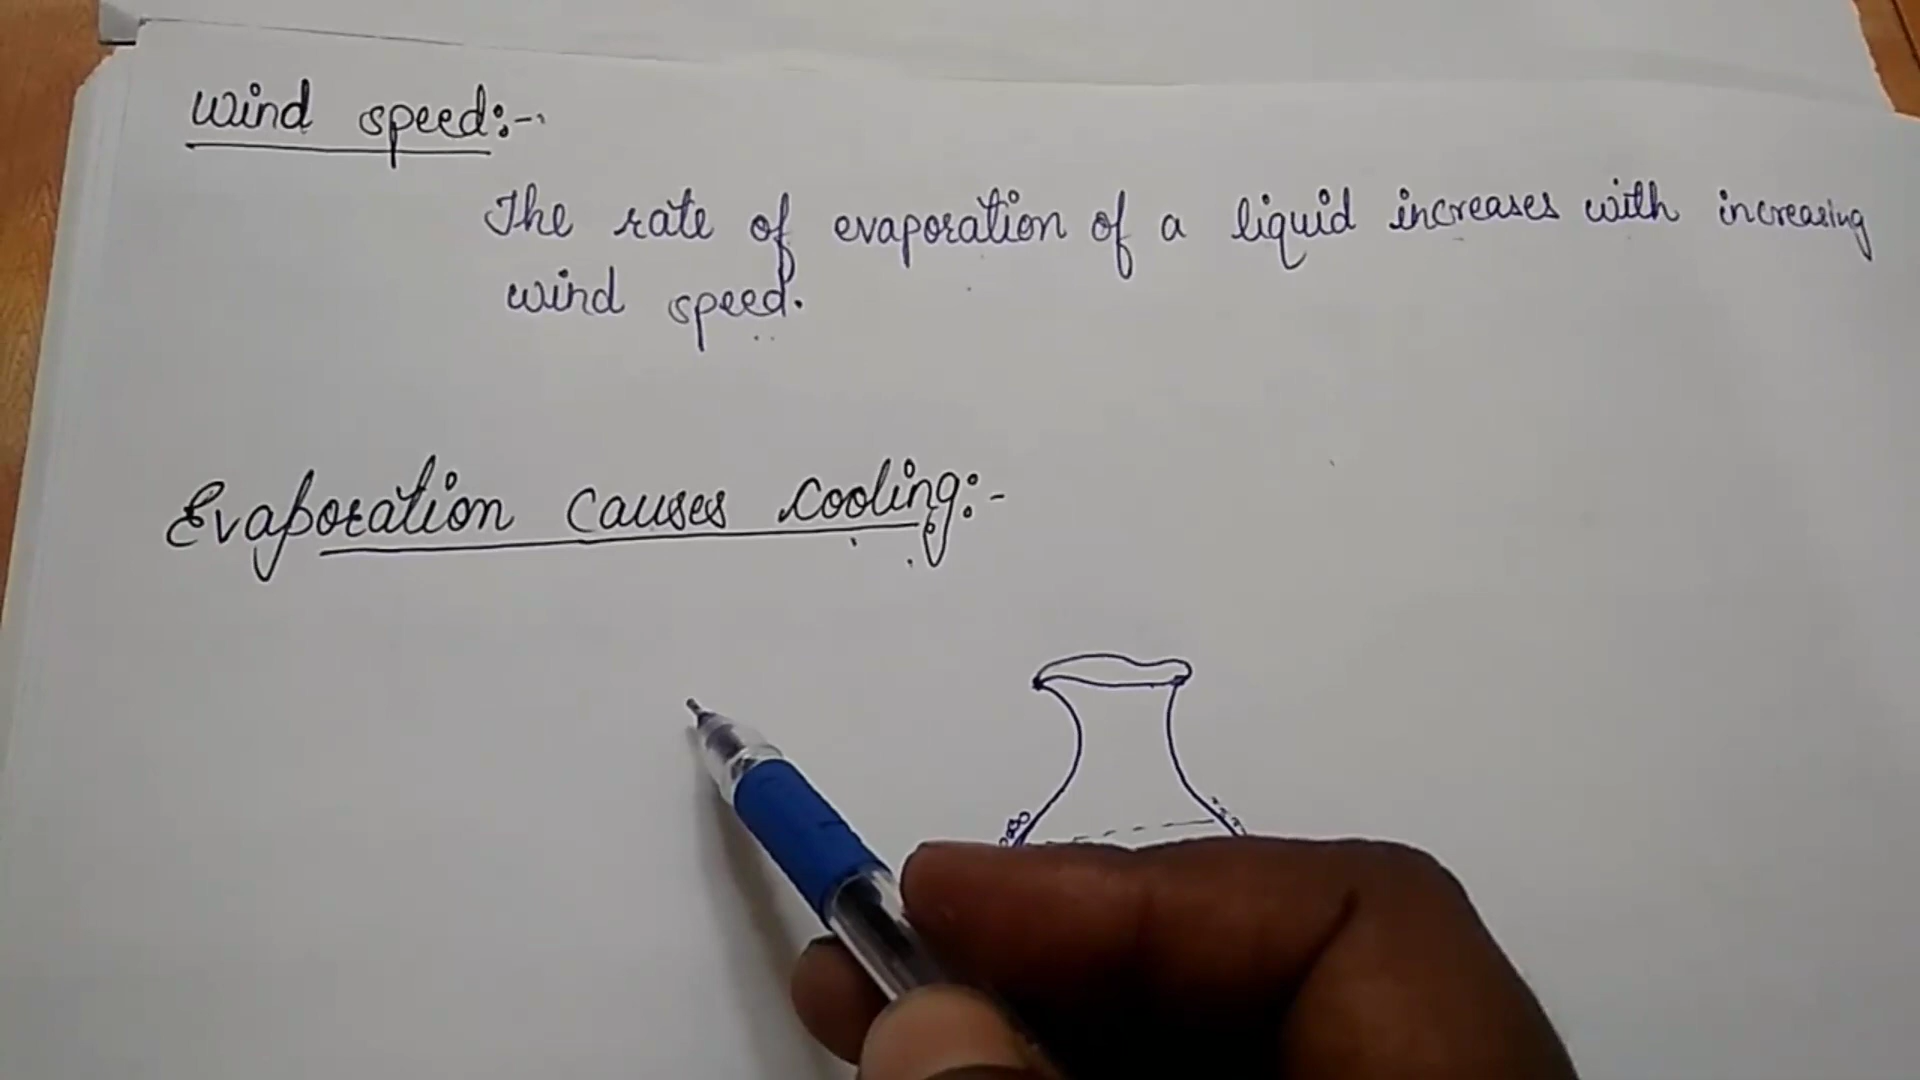 Wind speed:-
The rate of evaporation of a liquid increases with increasing
wind speed.
Evaporation causes cooling:-